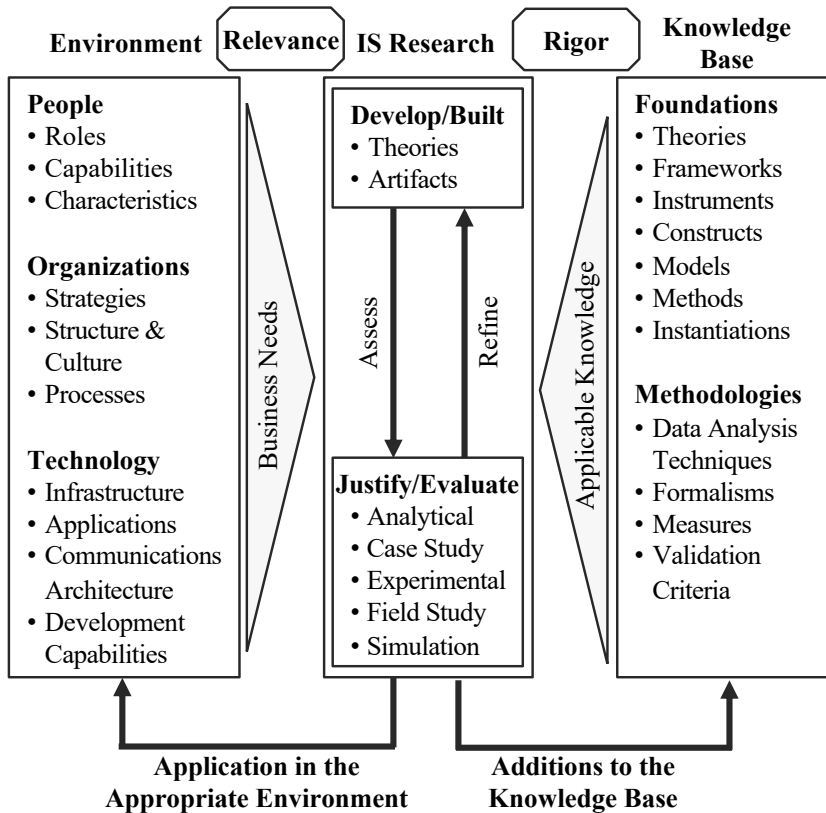 Environment
Relevance
IS Research
Rigor
Knowledge
Base
People
• Roles
• Capabilities
• Characteristics
Organizations
• Strategies
• Structure &
Culture
• Processes
Technology
• Infrastructure
• Applications
• Communications
Architecture
• Development
Capabilities
Business Needs
Develop/Built
• Theories
• Artifacts
Assess
Refine
Justify/Evaluate
• Analytical
• Case Study
• Experimental
• Field Study
• Simulation
Applicable Knowledge
Foundations
• Theories
• Frameworks
• Instruments
• Constructs
• Models
• Methods
• Instantiations
Methodologies
• Data Analysis
Techniques
• Formalisms
• Measures
• Validation
Criteria
Application in the
Appropriate Environment
Additions to the
Knowledge Base